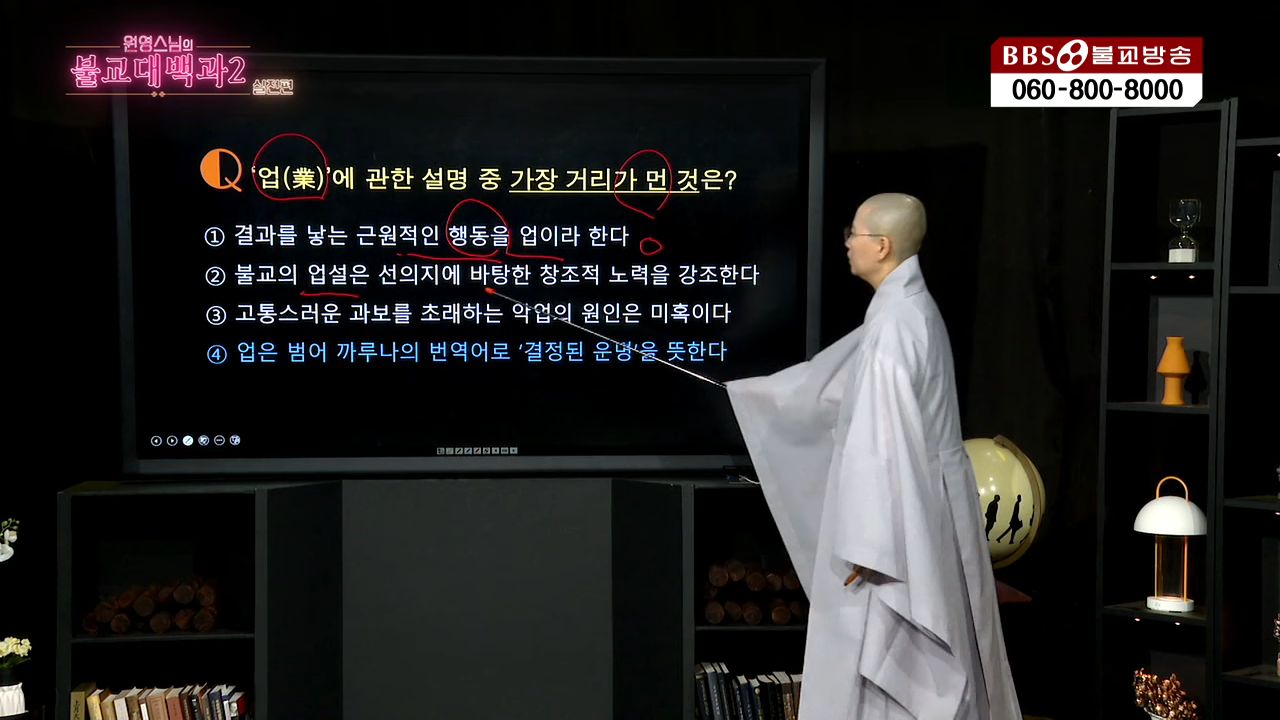 원영스님의
불교대백과2
실전편
BBS 불교방송
060-800-8000
Q '업(業)'에 관한 설명 중 가장 거리가 먼 것은?
① 결과를 낳는 근원적인 행동을 업이라 한다
② 불교의 업설은 선의지에 바탕한 창조적 노력을 강조한다
③ 고통스러운 과보를 초래하는 악업의 원인은 미혹이다
④ 업은 범어 까루나의 번역어로 '결정된 운명'을 뜻한다